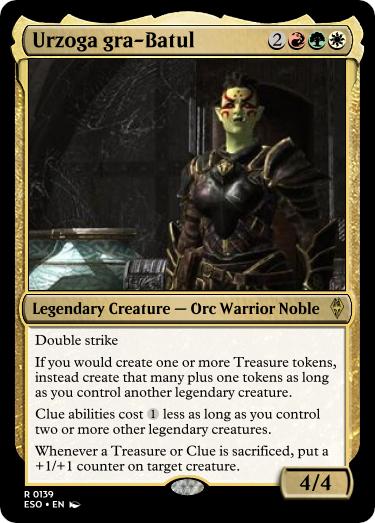 Urzoga gra-Batul 2
Legendary Creature — Orc Warrior Noble
Double strike
If you would create one or more Treasure tokens,
instead create that many plus one tokens as long
as you control another legendary creature.
Clue abilities cost 1 less as long as you control
two or more other legendary creatures.
Whenever a Treasure or Clue is sacrificed, put a
+1/+1 counter on target creature.
4/4
R 0139
ESO • EN